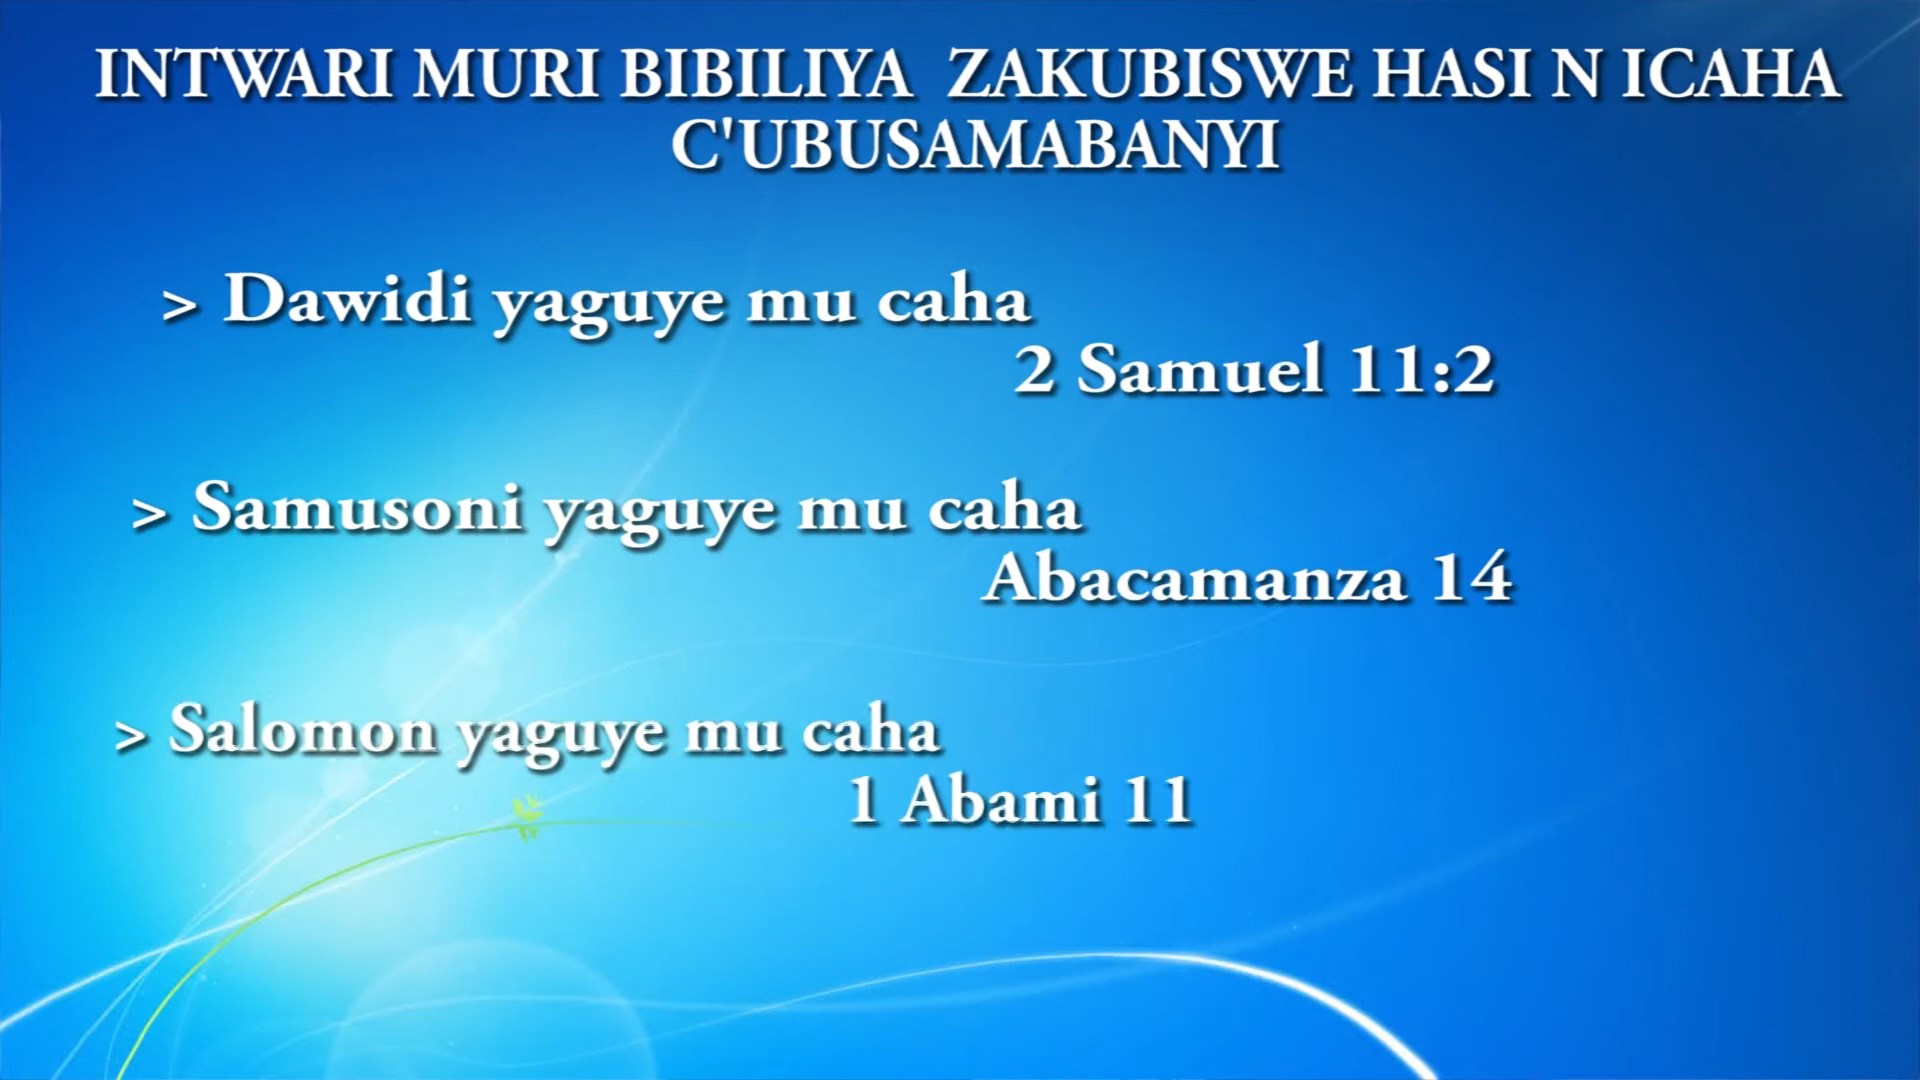 INTWARI MURI BIBILIYA ZAKUBISWE HASI N ICAHA
C'UBUSAMABANYI
> Dawidi yaguye mu caha
2 Samuel 11:2
> Samusoni yaguye mu caha
Abacamanza 14
> Salomon yaguye mu caha
1 Abami 11